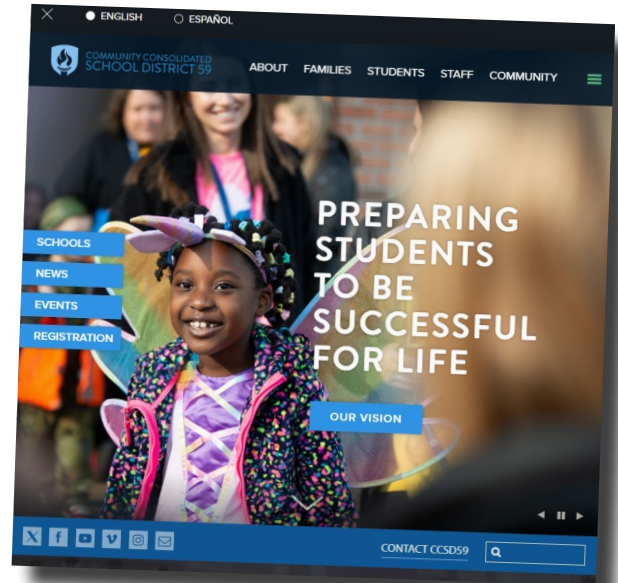 ENGLISH ESPAÑOL
COMMUNITY CONSOLIDATED
SCHOOL DISTRICT 59
ABOUT FAMILIES STUDENTS STAFF COMMUNITY
PREPARING
STUDENTS
TO BE
SUCCESSFUL
FOR LIFE
SCHOOLS
NEWS
EVENTS
REGISTRATION
OUR VISION
CONTACT CCSD59